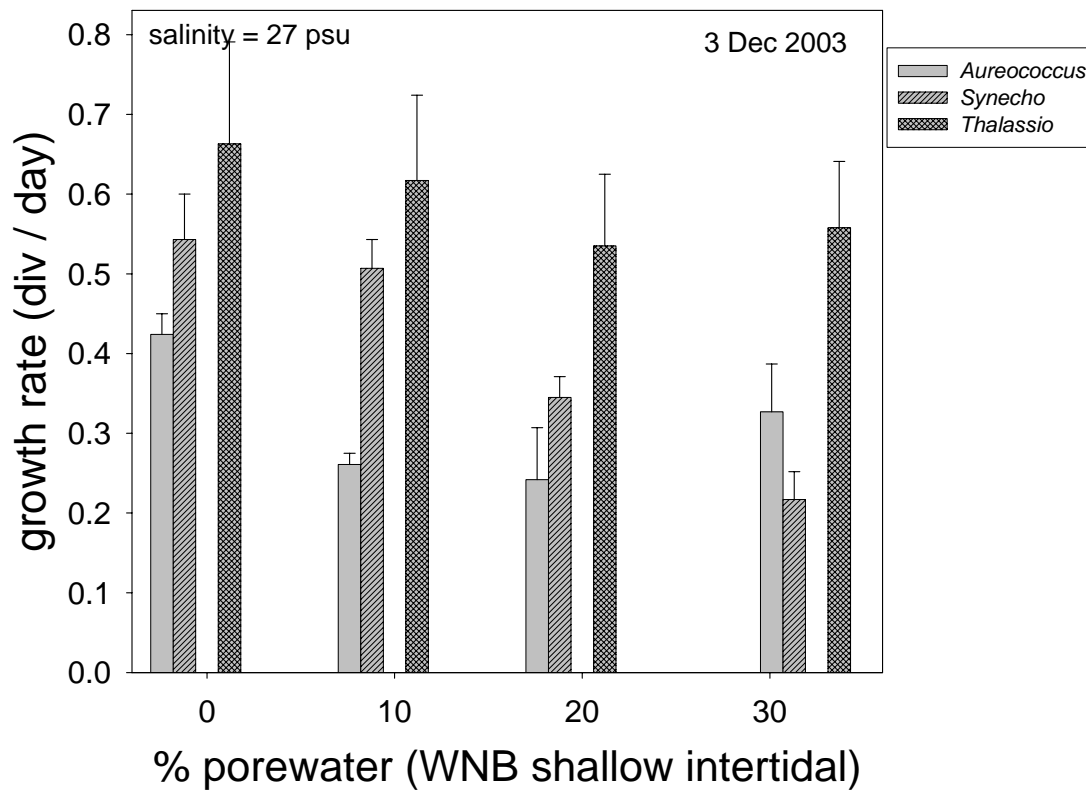 salinity = 27 psu
3 Dec 2003
Aureococcus
Synecho
Thalassio
growth rate (div / day)
0.8
0.7
0.6
0.5
0.4
0.3
0.2
0.1
0.0
0 10 20 30
% porewater (WNB shallow intertidal)